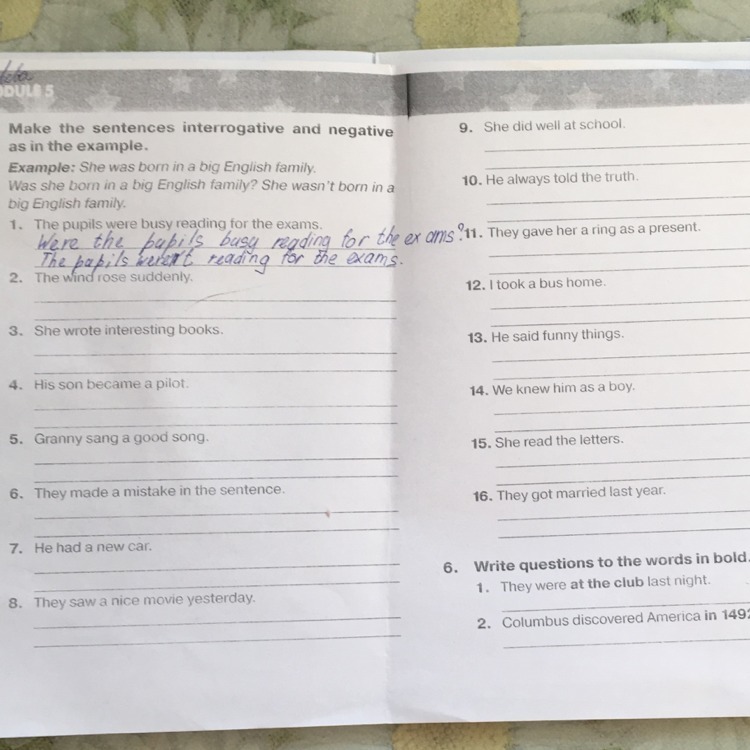 DULE 5
Make the sentences interrogative and negative
as in the example.
Example: She was born in a big English family.
Was she born in a big English family? She wasn't born in a
big English family.
1. The pupils were busy reading for the exams.
Were the pupils busy reading for the exams?
The pupils weren't reading for the exams.
2. The wind rose suddenly.
3. She wrote interesting books.
4. His son became a pilot.
5. Granny sang a good song.
6. They made a mistake in the sentence.
7. He had a new car.
8. They saw a nice movie yesterday.
9. She did well at school.
10. He always told the truth.
11. They gave her a ring as a present.
12. I took a bus home.
13. He said funny things.
14. We knew him as a boy.
15. She read the letters.
16. They got married last year.
6. Write questions to the words in bold.
1. They were at the club last night.
2. Columbus discovered America in 1492